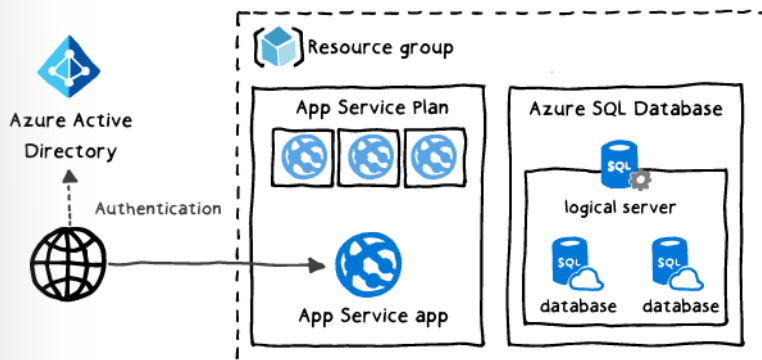 Resource group
Azure Active
Directory
Authentication
App Service Plan
App Service app
Azure SQL Database
SQL
logical server
SQL
SQL
database
database